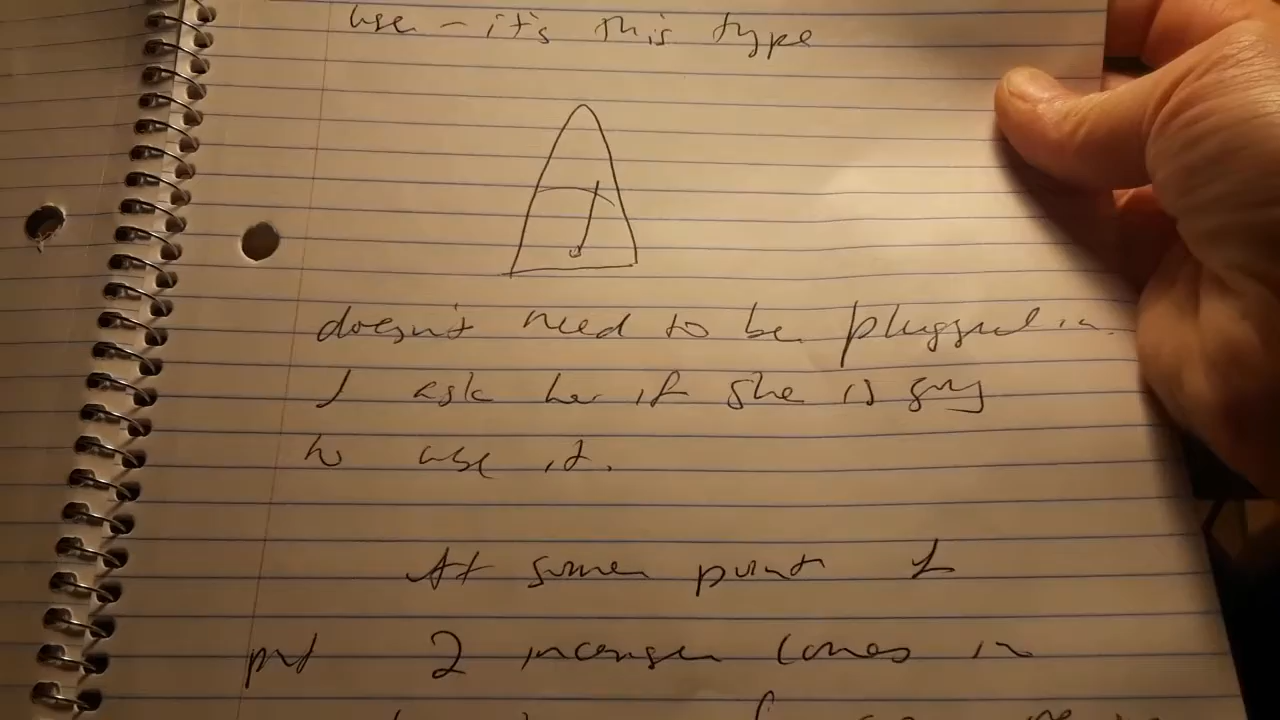 use - it's this type
doesn't need to be plugged in.
I ask her if she is going
to use it.
At some point I
put 2 incense cones in